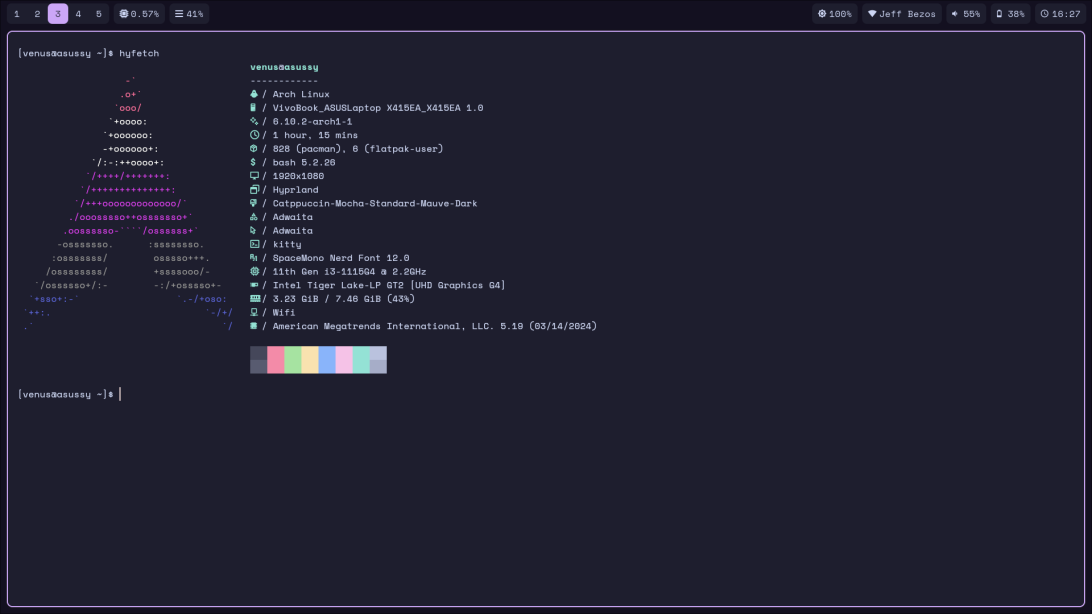 1 2 3 4 5 0.57% 41% 100% Jeff Bezos 55% 38% 16:27
[venus@asussy ~]$ hyfetch
venus@asussy
-` ------------
.o+` / Arch Linux
`ooo/ / VivoBook_ASUSLaptop X415EA_X415EA 1.0
`+oooo: / 6.10.2-arch1-1
`+oooooo: / 1 hour, 15 mins
-+oooooo+: / 828 (pacman), 6 (flatpak-user)
`/:-:++oooo+: $ / bash 5.2.26
`/++++/+++++++: / 1920x1080
`/++++++++++++++: / Hyprland
`/+++ooooooooooooo/` / Catppuccin-Mocha-Standard-Mauve-Dark
./ooosssso++osssssso+` / Adwaita
.oossssso-````/ossssss+` / Adwaita
-osssssso. :ssssssso. / kitty
:osssssss/ osssso+++. / SpaceMono Nerd Font 12.0
/ossssssss/ +ssssooo/- / 11th Gen i3-1115G4 @ 2.2GHz
`/ossssso+/:- -:/+osssso+- / Intel Tiger Lake-LP GT2 [UHD Graphics G4]
`+sso+:-` `.-/+oso: / 3.23 GiB / 7.46 GiB (43%)
`++:. `-/+/ / Wifi
.` `/ / American Megatrends International, LLC. 5.19 (03/14/2024)
[venus@asussy ~]$